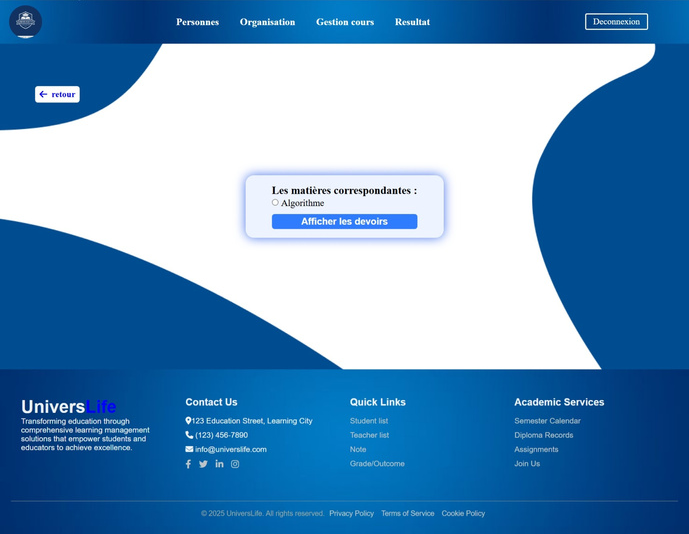 Personnes Organisation Gestion cours Resultat Deconnexion
retour
Les matières correspondantes :
Algorithme
Afficher les devoirs
UniversLife
Transforming education through
comprehensive learning management
solutions that empower students and
educators to achieve excellence.
Contact Us
123 Education Street, Learning City
(123) 456-7890
info@universlife.com
Quick Links
Student list
Teacher list
Note
Grade/Outcome
Academic Services
Semester Calendar
Diploma Records
Assignments
Join Us
© 2025 UniversLife. All rights reserved. Privacy Policy Terms of Service Cookie Policy